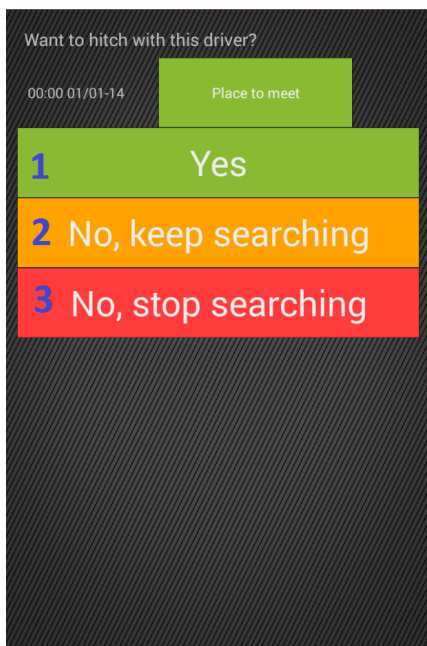 Want to hitch with this driver?
00:00 01/01-14 Place to meet
1 Yes
2 No, keep searching
3 No, stop searching